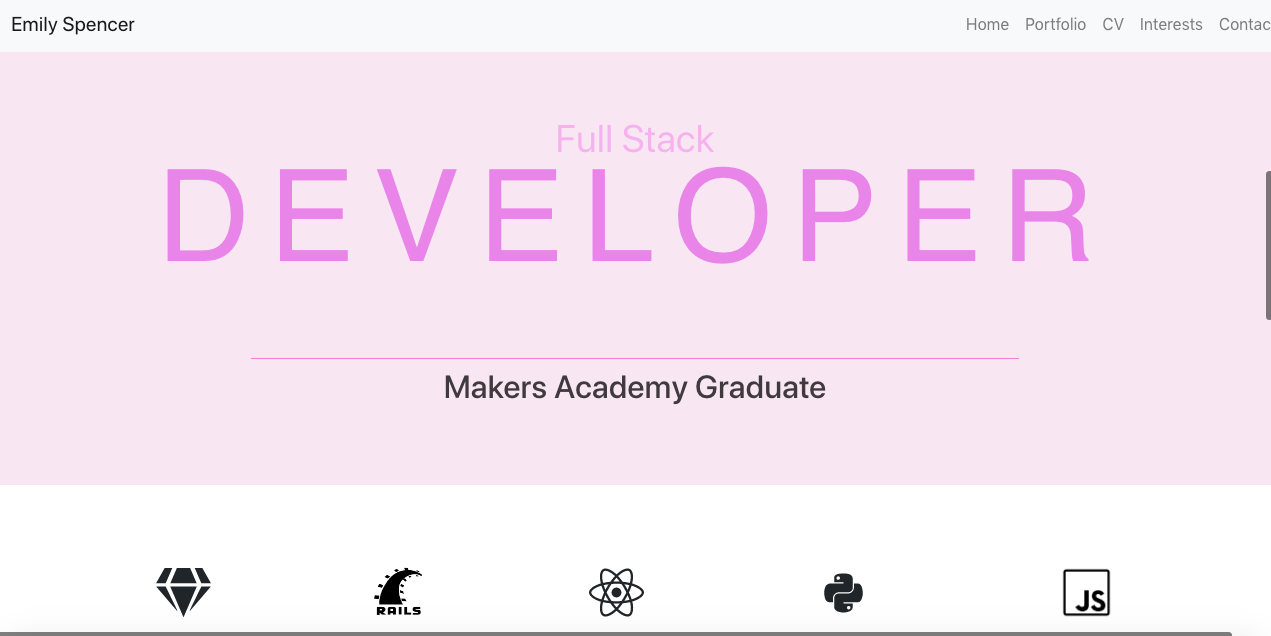 Emily Spencer
Home Portfolio CV Interests Contac
Full Stack
DEVELOPER
Makers Academy Graduate
RAILS
JS